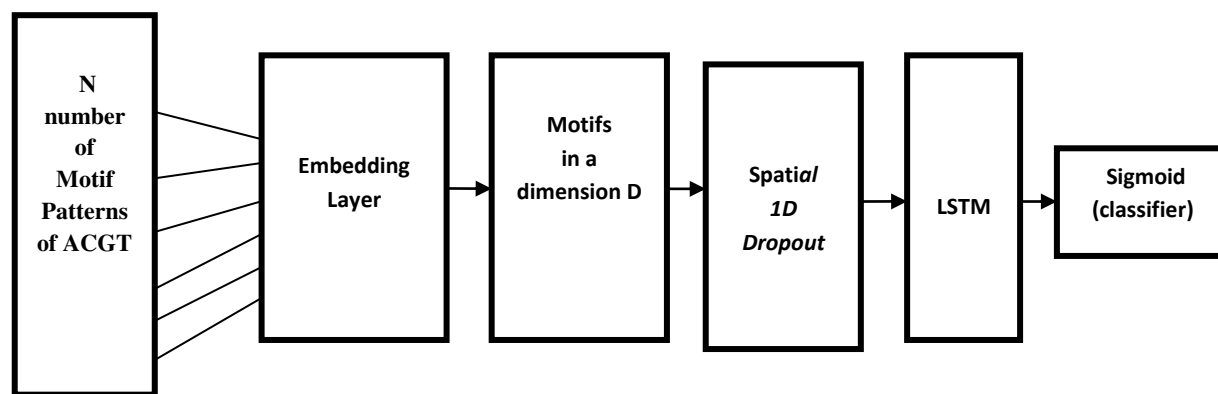 N
number
of
Motif
Patterns
of ACGT
Embedding
Layer
Motifs
in a
dimension D
Spatial
1D
Dropout
LSTM
Sigmoid
(classifier)